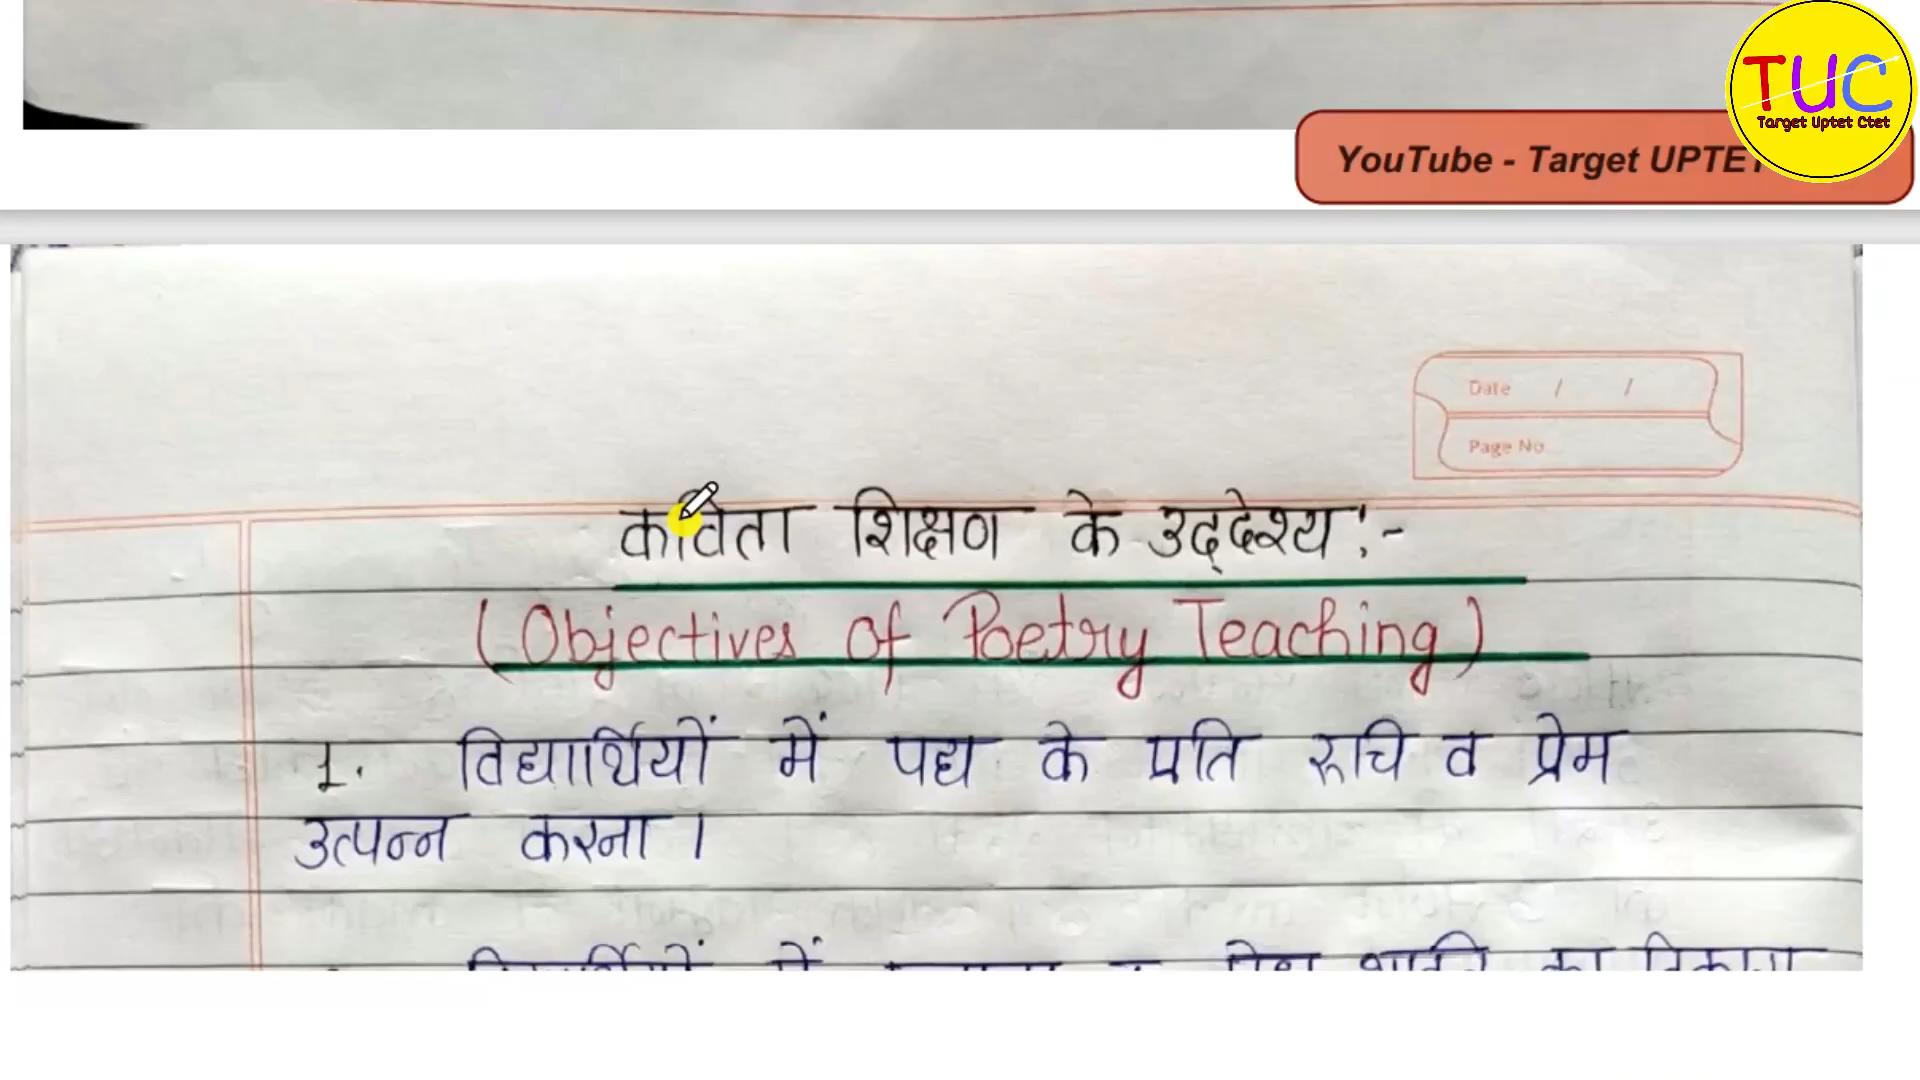 TUC
Target Uptet Ctet
YouTube - Target UPTET
Date / /
Page No
कविता शिक्षण के उद्देश्य :-
(Objectives of Poetry Teaching)
1. विद्यार्थियों में पद्य के प्रति रूचि व प्रेम
उत्पन्न करना ।
विद्यार्थियों में